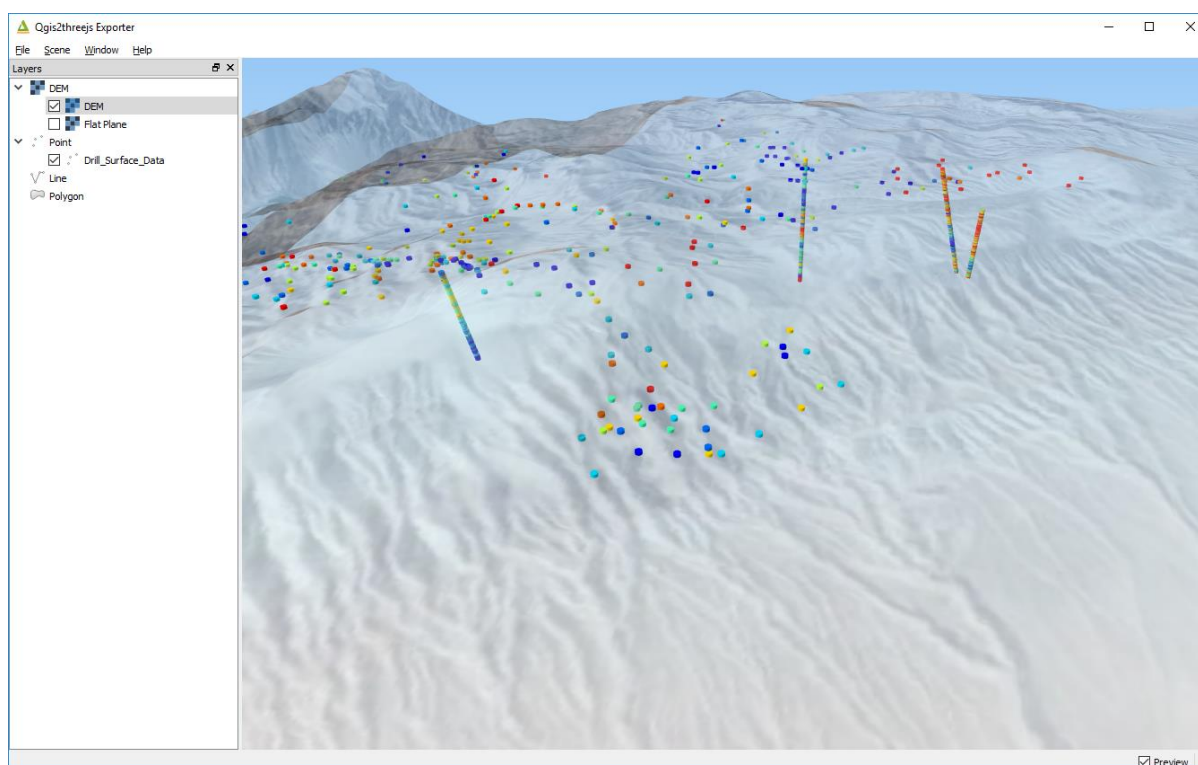 Qgis2threejs Exporter
File Scene Window Help
Layers
DEM
DEM
Flat Plane
Point
Drill_Surface_Data
Line
Polygon
Preview